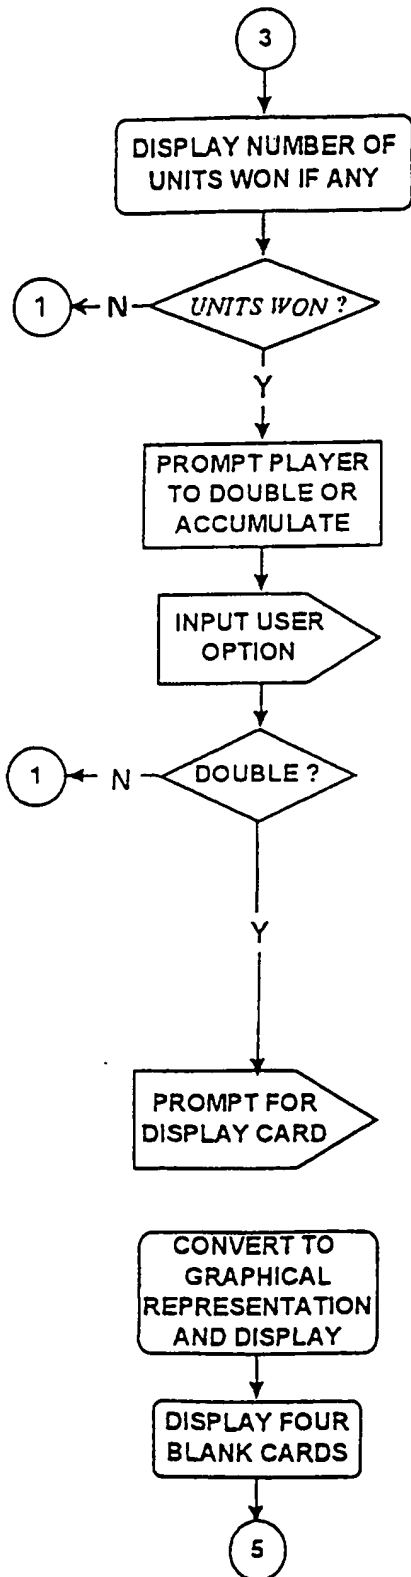 3
DISPLAY NUMBER OF
UNITS WON IF ANY
1
N
UNITS WON ?
Y
PROMPT PLAYER
TO DOUBLE OR
ACCUMULATE
INPUT USER
OPTION
1
N
DOUBLE ?
Y
PROMPT FOR
DISPLAY CARD
CONVERT TO
GRAPHICAL
REPRESENTATION
AND DISPLAY
DISPLAY FOUR
BLANK CARDS
5